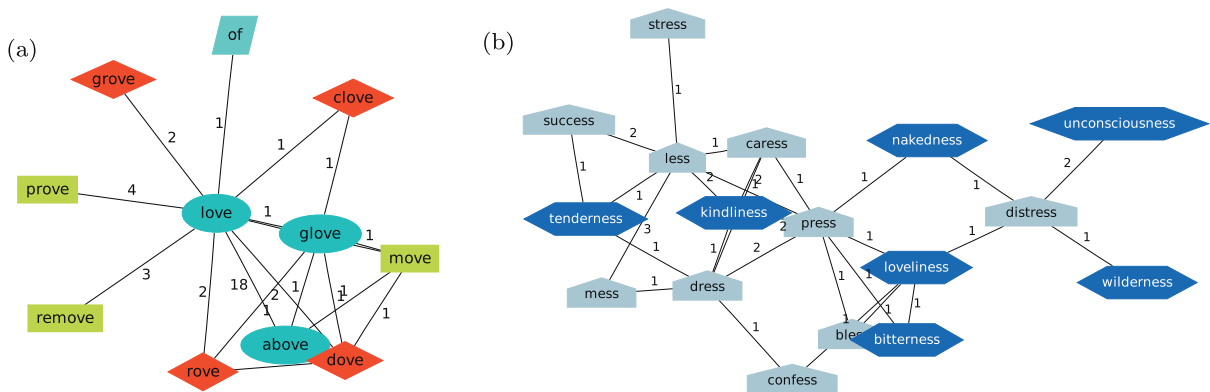 (a)
of
grove
clove
prove
love
glove
move
remove
above
dove
rove
2
1
1
1
4
1
1
3
2
18
2
1
1
1
1
1
(b)
stress
success
less
caress
nakedness
unconsciousness
tenderness
kindliness
press
distress
mess
dress
loveliness
wilderness
bles
bitterness
confess
1
2
1
1
1
2
1
2
1
1
1
2
3
2
1
1
2
1
1
1
1
1
1
1
1
1
1